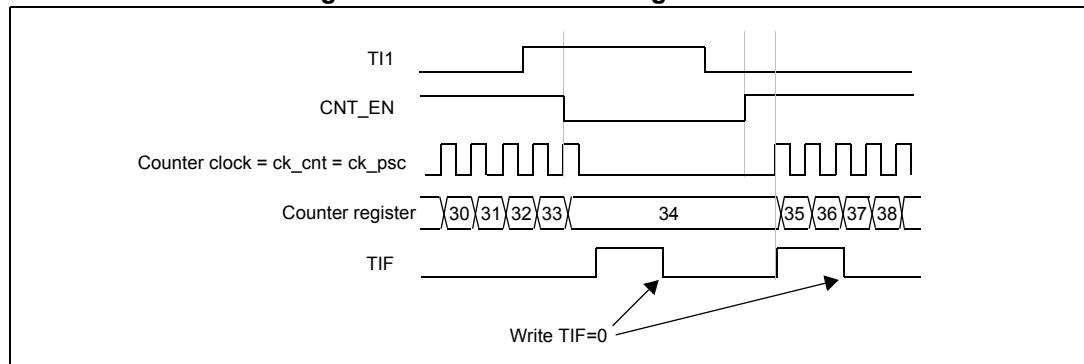 TI1
CNT_EN
Counter clock = ck_cnt = ck_psc
Counter register 30 31 32 33 34 35 36 37 38
TIF
Write TIF=0